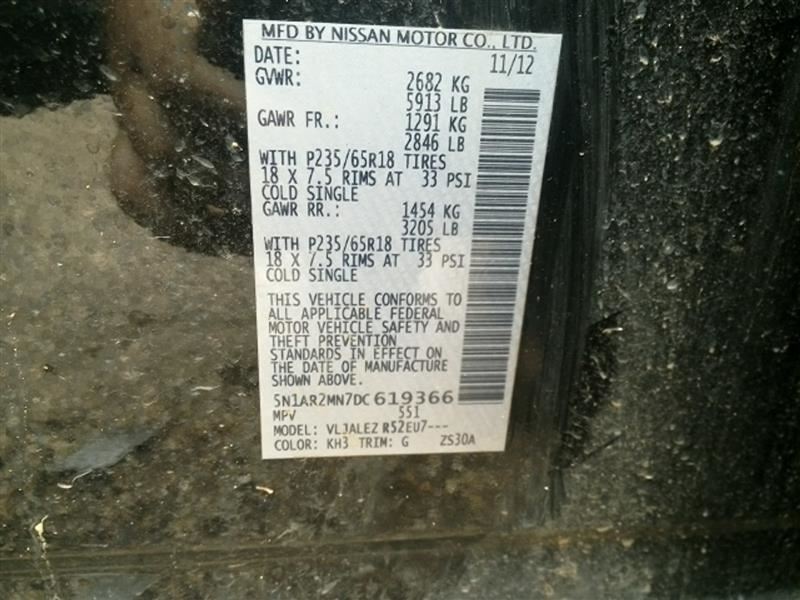 MFD BY NISSAN MOTOR CO., LTD.
DATE: 11/12
GVWR: 2682 KG
5913 LB
GAWR FR.: 1291 KG
2846 LB
WITH P235/65R18 TIRES
18 X 7.5 RIMS AT 33 PSI
COLD SINGLE
GAWR RR.: 1454 KG
3205 LB
WITH P235/65R18 TIRES
18 X 7.5 RIMS AT 33 PSI
COLD SINGLE
THIS VEHICLE CONFORMS TO
ALL APPLICABLE FEDERAL
MOTOR VEHICLE SAFETY AND
THEFT PREVENTION
STANDARDS IN EFFECT ON
THE DATE OF MANUFACTURE
SHOWN ABOVE.
5N1AR2MN7DC619366
MPV 551
MODEL: VLJALEZ R52EU7---
COLOR: KH3 TRIM: G ZS30A